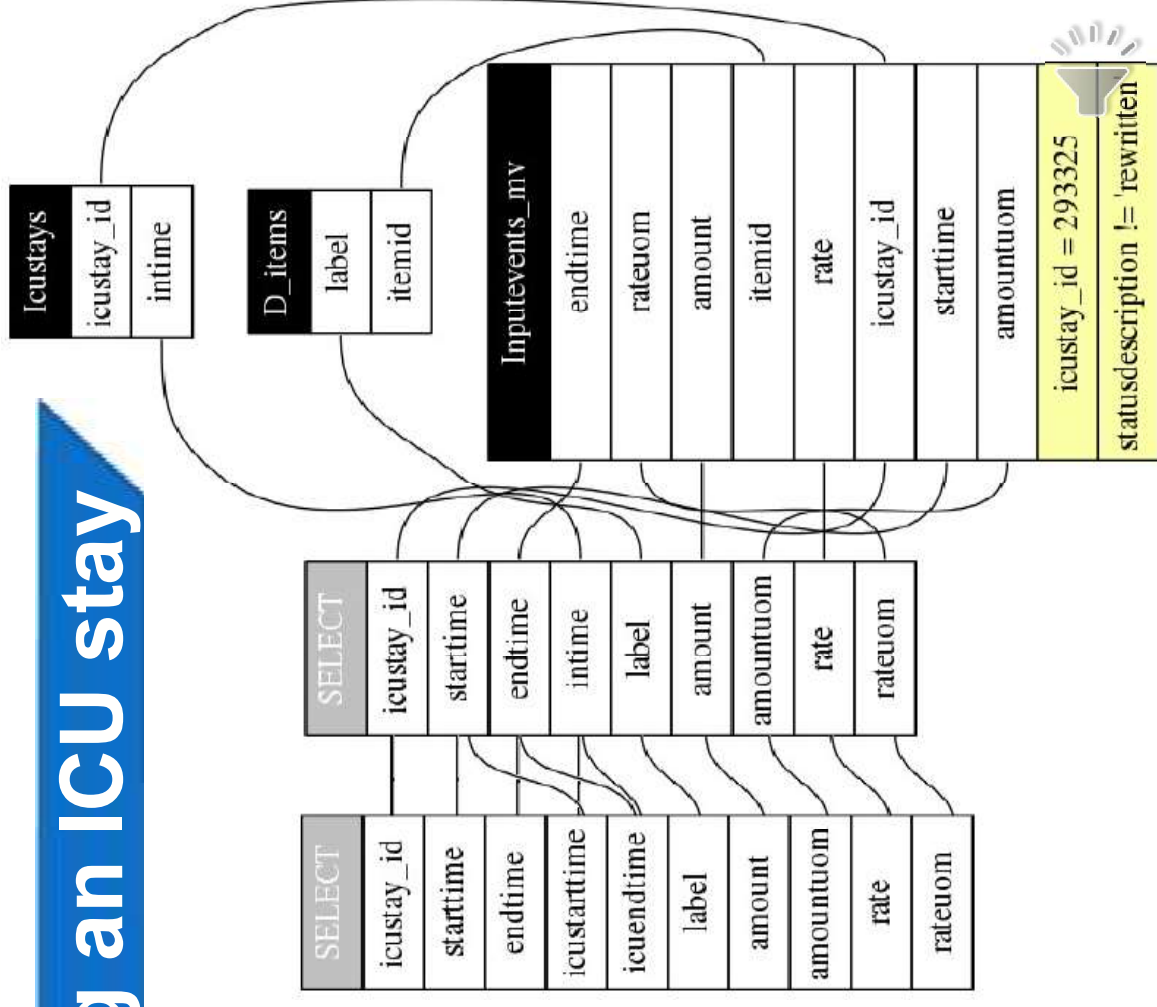 g an ICU stay
SELECT
icustay_id
starttime
endtime
icustarttime
icuendtime
label
amount
amountuom
rate
rateuom
SELECT
icustay_id
starttime
endtime
intime
label
amount
amountuom
rate
rateuom
Icustays
icustay_id
intime
D_items
label
itemid
Inputevents_mv
endtime
rateuom
amount
itemid
rate
icustay_id
starttime
amountuom
icustay_id = 293325
statusdescription != 'rewritten'